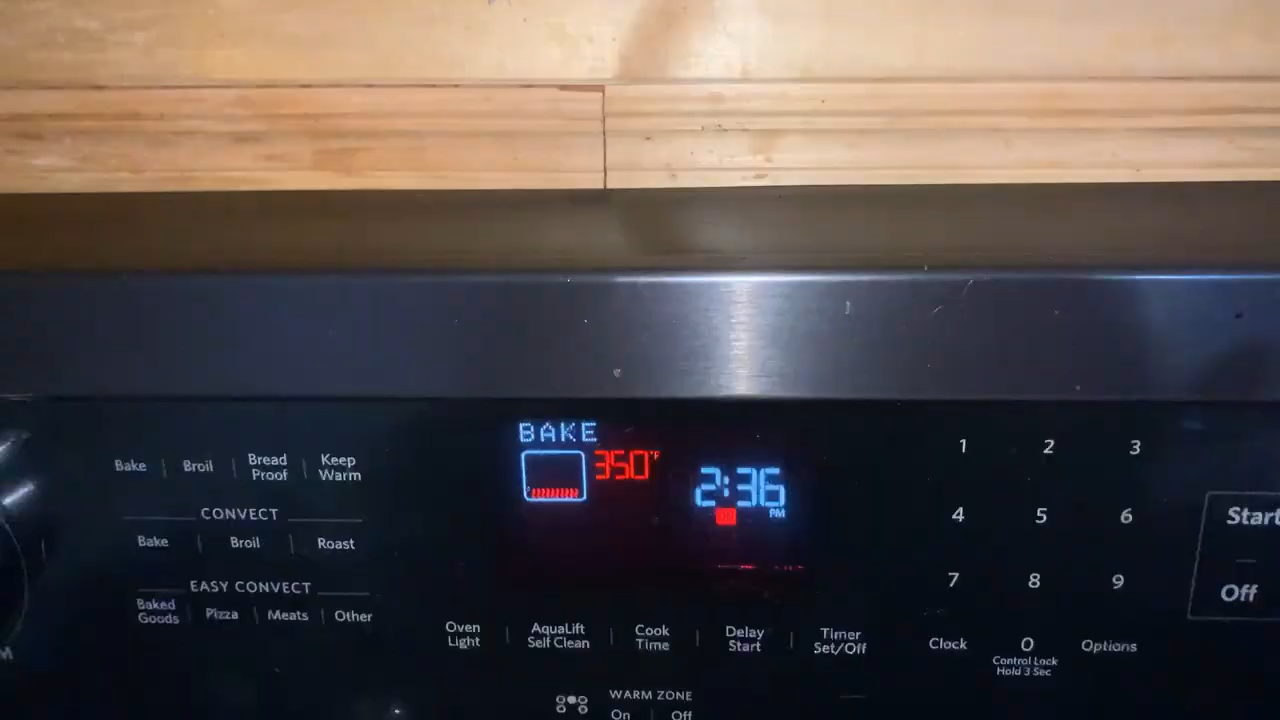 BAKE
350°F
2:36
ON
PM
Bake | Broil | Bread Proof | Keep Warm
CONVECT
Bake | Broil | Roast
EASY CONVECT
Baked Goods | Pizza | Meats | Other
Oven Light | AquaLift Self Clean | Cook Time | Delay Start | Timer Set/Off
WARM ZONE
On | Off
1 2 3
4 5 6
7 8 9
Clock 0 Options
Control Lock
Hold 3 Sec
Start
Off